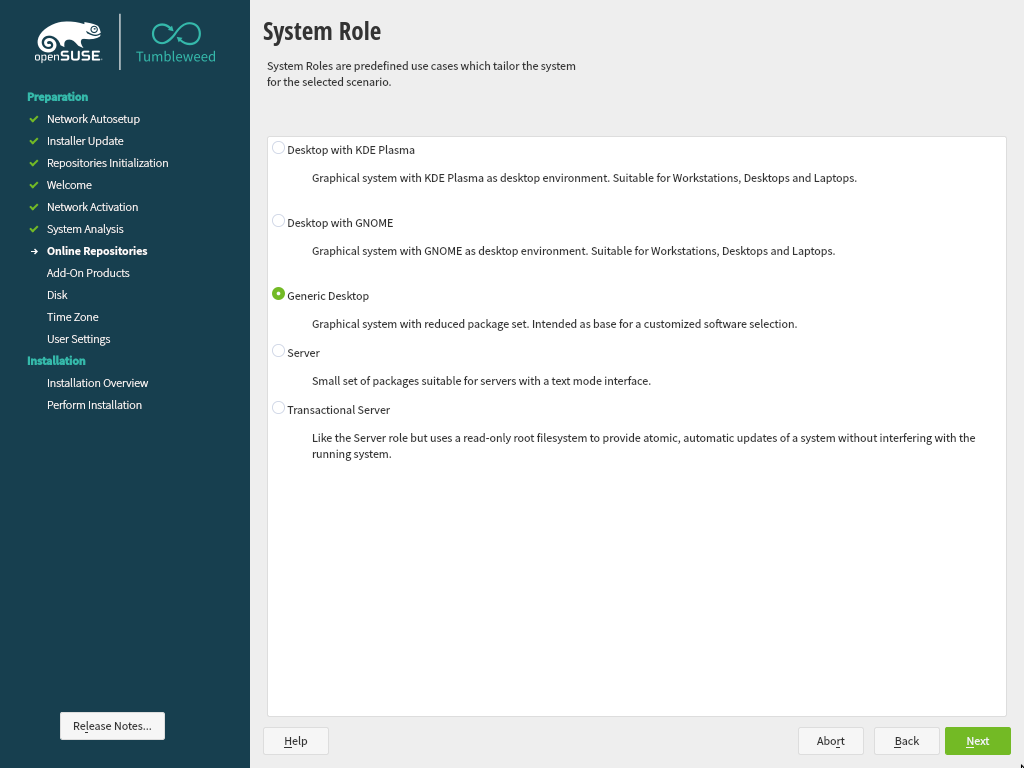 openSUSE
Tumbleweed
Preparation
Network Autosetup
Installer Update
Repositories Initialization
Welcome
Network Activation
System Analysis
Online Repositories
Add-On Products
Disk
Time Zone
User Settings
Installation
Installation Overview
Perform Installation
Release Notes...
System Role
System Roles are predefined use cases which tailor the system
for the selected scenario.
Desktop with KDE Plasma
Graphical system with KDE Plasma as desktop environment. Suitable for Workstations, Desktops and Laptops.
Desktop with GNOME
Graphical system with GNOME as desktop environment. Suitable for Workstations, Desktops and Laptops.
Generic Desktop
Graphical system with reduced package set. Intended as base for a customized software selection.
Server
Small set of packages suitable for servers with a text mode interface.
Transactional Server
Like the Server role but uses a read-only root filesystem to provide atomic, automatic updates of a system without interfering with the
running system.
Help
Abort
Back
Next